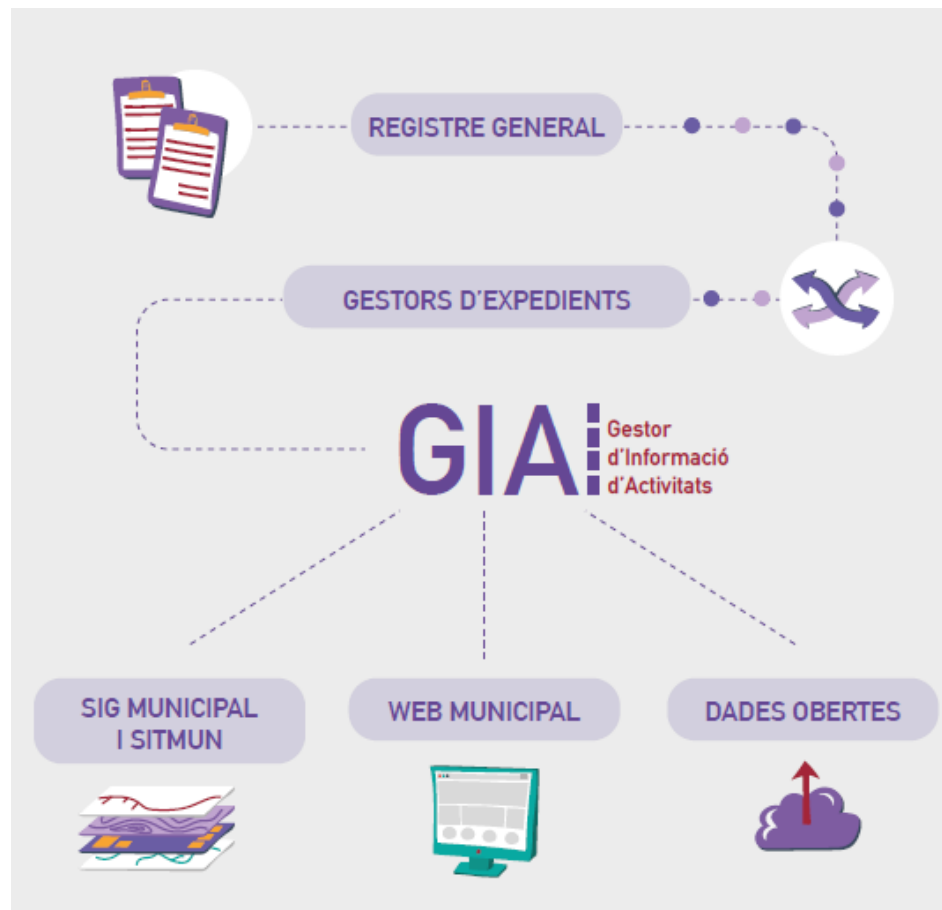 REGISTRE GENERAL
GESTORS D'EXPEDIENTS
GIA
Gestor
d'Informació
d'Activitats
SIG MUNICIPAL
I SITMUN
WEB MUNICIPAL
DADES OBERTES